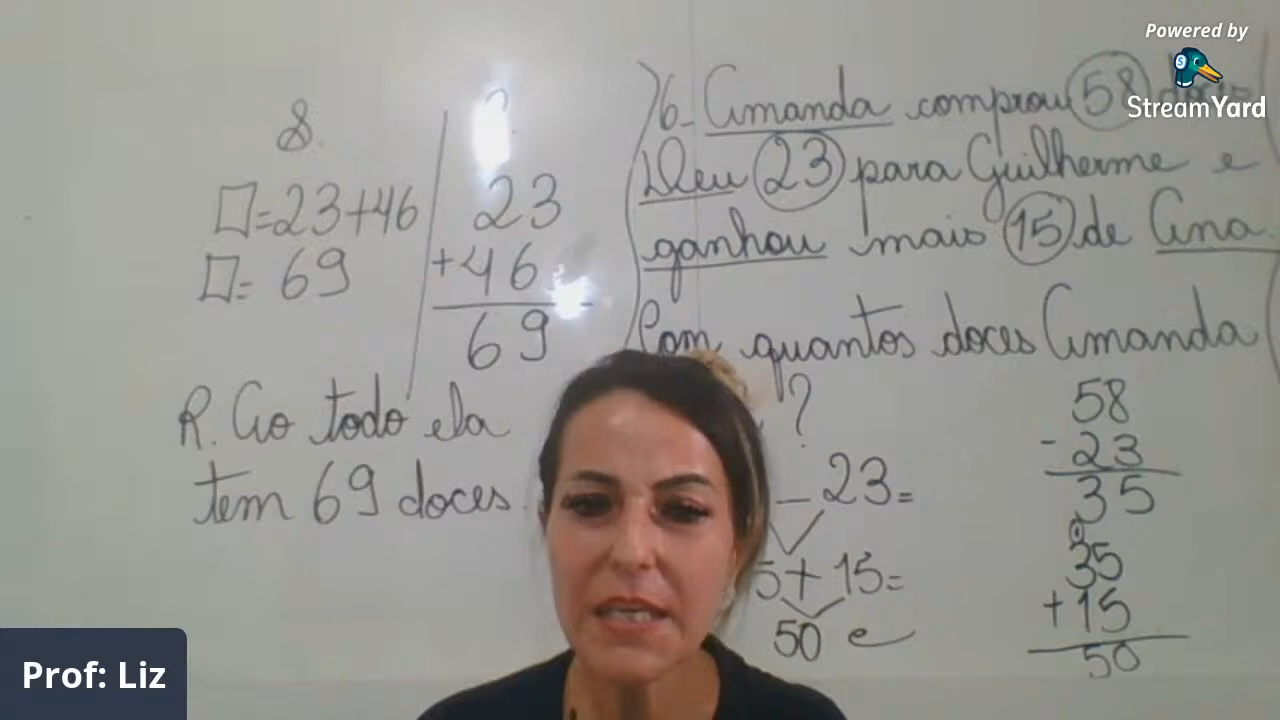 Powered by
StreamYard
S.
□=23+46
□= 69
23
+46
69
R. Ao todo ela
tem 69 doces.
6- Amanda comprou 58
Deu 23 para Guilherme e
ganhou mais 15 de Ana.
Com quantos doces Amanda
?
- 23=
5+15=
50
58
- 23
35
35
+15
50
Prof: Liz